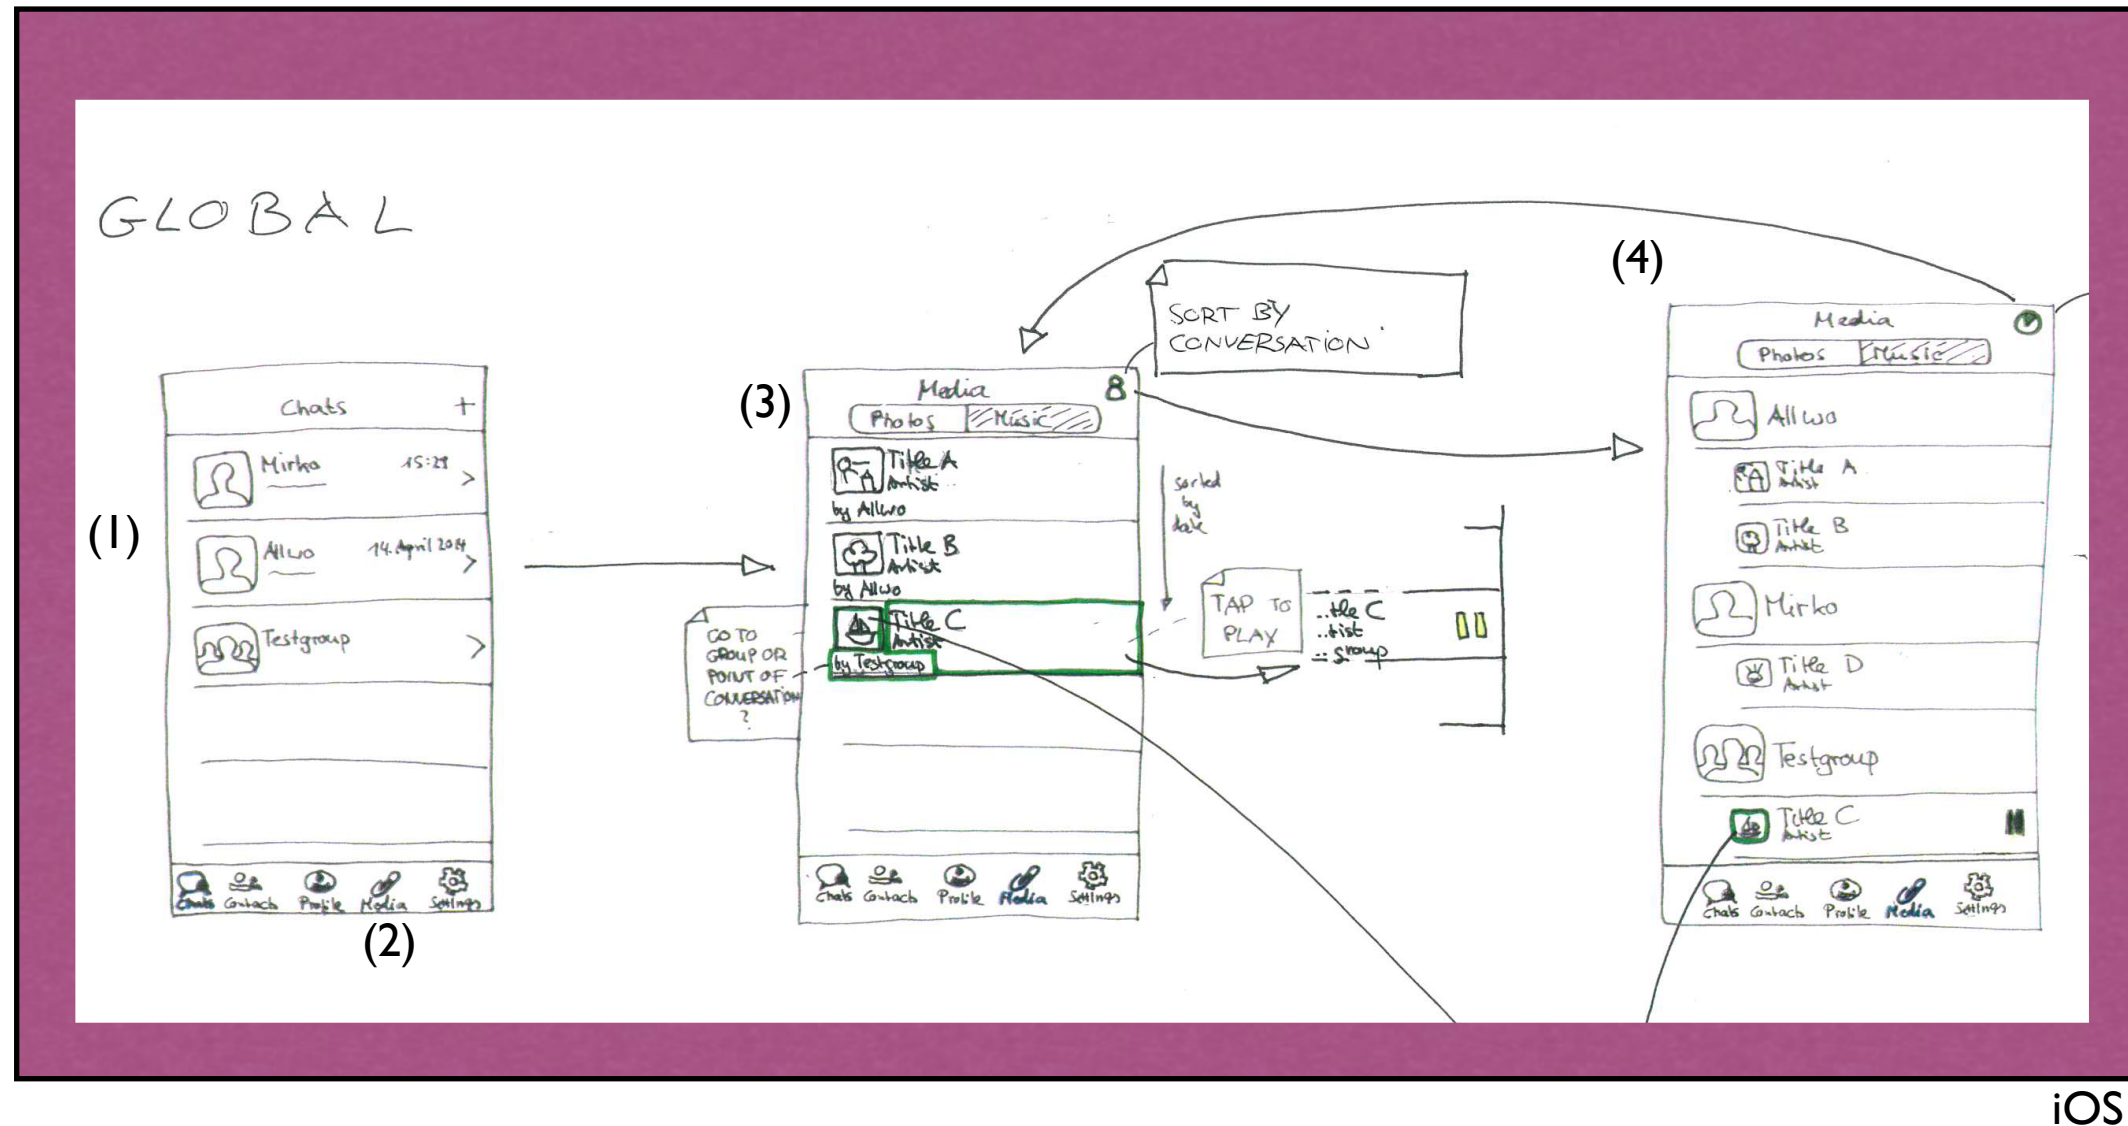 GLOBAL
(1)
Chats +
Mirko 15:29
Allwo 14. April 2014
Testgroup
Chats Contacts Profile Media Settings
(2)
(3)
SORT BY
CONVERSATION
Media
Photos Music
Title A
Artist
by Allwo
Title B
Artist
by Allwo
Title C
Artist
by Testgroup
GO TO
GROUP OR
POINT OF
CONVERSATION
?
Chats Contacts Profile Media Settings
sorted
by
date
TAP TO
PLAY
..tle C
..tist
.. group
(4)
Media
Photos Music
Allwo
Title A
Artist
Title B
Artist
Mirko
Title D
Artist
Testgroup
Title C
Artist
Chats Contacts Profile Media Settings
iOS